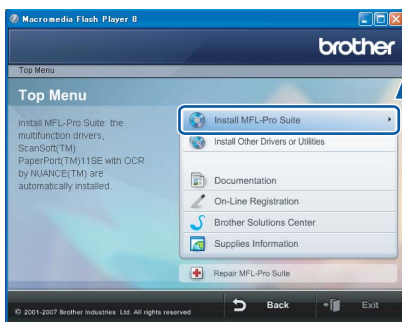 Macromedia Flash Player 8
brother
Top Menu
Top Menu
Install MFL-Pro Suite: the
multifunction drivers,
ScanSoft(TM)
PaperPort(TM)11SE with OCR
by NUANCE(TM) are
automatically installed.
Install MFL-Pro Suite
Install Other Drivers or Utilities
Documentation
On-Line Registration
Brother Solutions Center
Supplies Information
Repair MFL-Pro Suite
© 2001-2007 Brother Industries Ltd. All rights reserved
Back
Exit